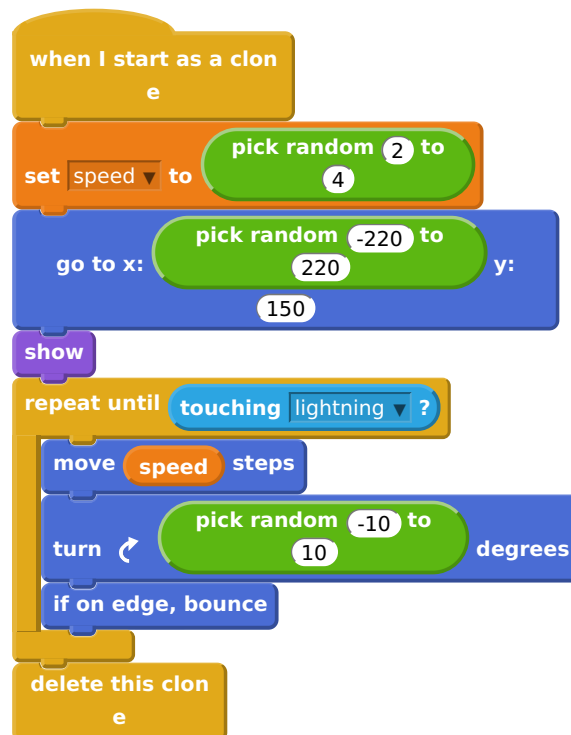 when I start as a clon
e
pick random 2 to
set speed ▾ to 4
pick random -220 to
go to x: 220 y:
150
show
repeat until touching lightning ▾ ?
move speed steps
pick random -10 to
turn 10 degrees
if on edge, bounce
delete this clon
e